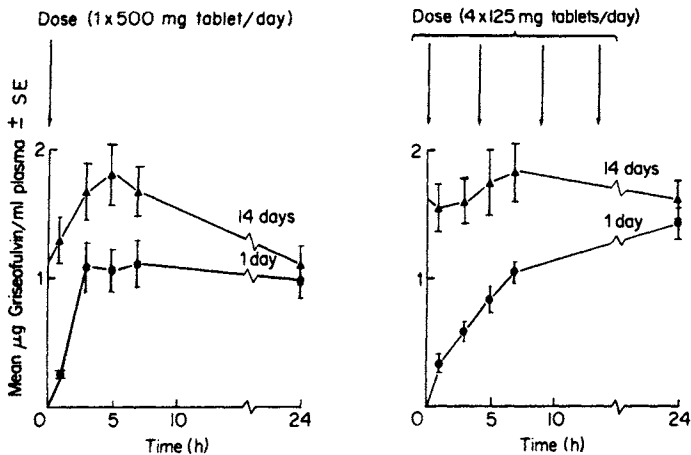 Dose (1 x 500 mg tablet/day)
Dose (4 x 125 mg tablets/day)
Mean µg Griseofulvin/ml plasma ± SE
2
1
0
14 days
1 day
5
10
24
Time (h)
2
1
0
14 days
1 day
5
10
24
Time (h)